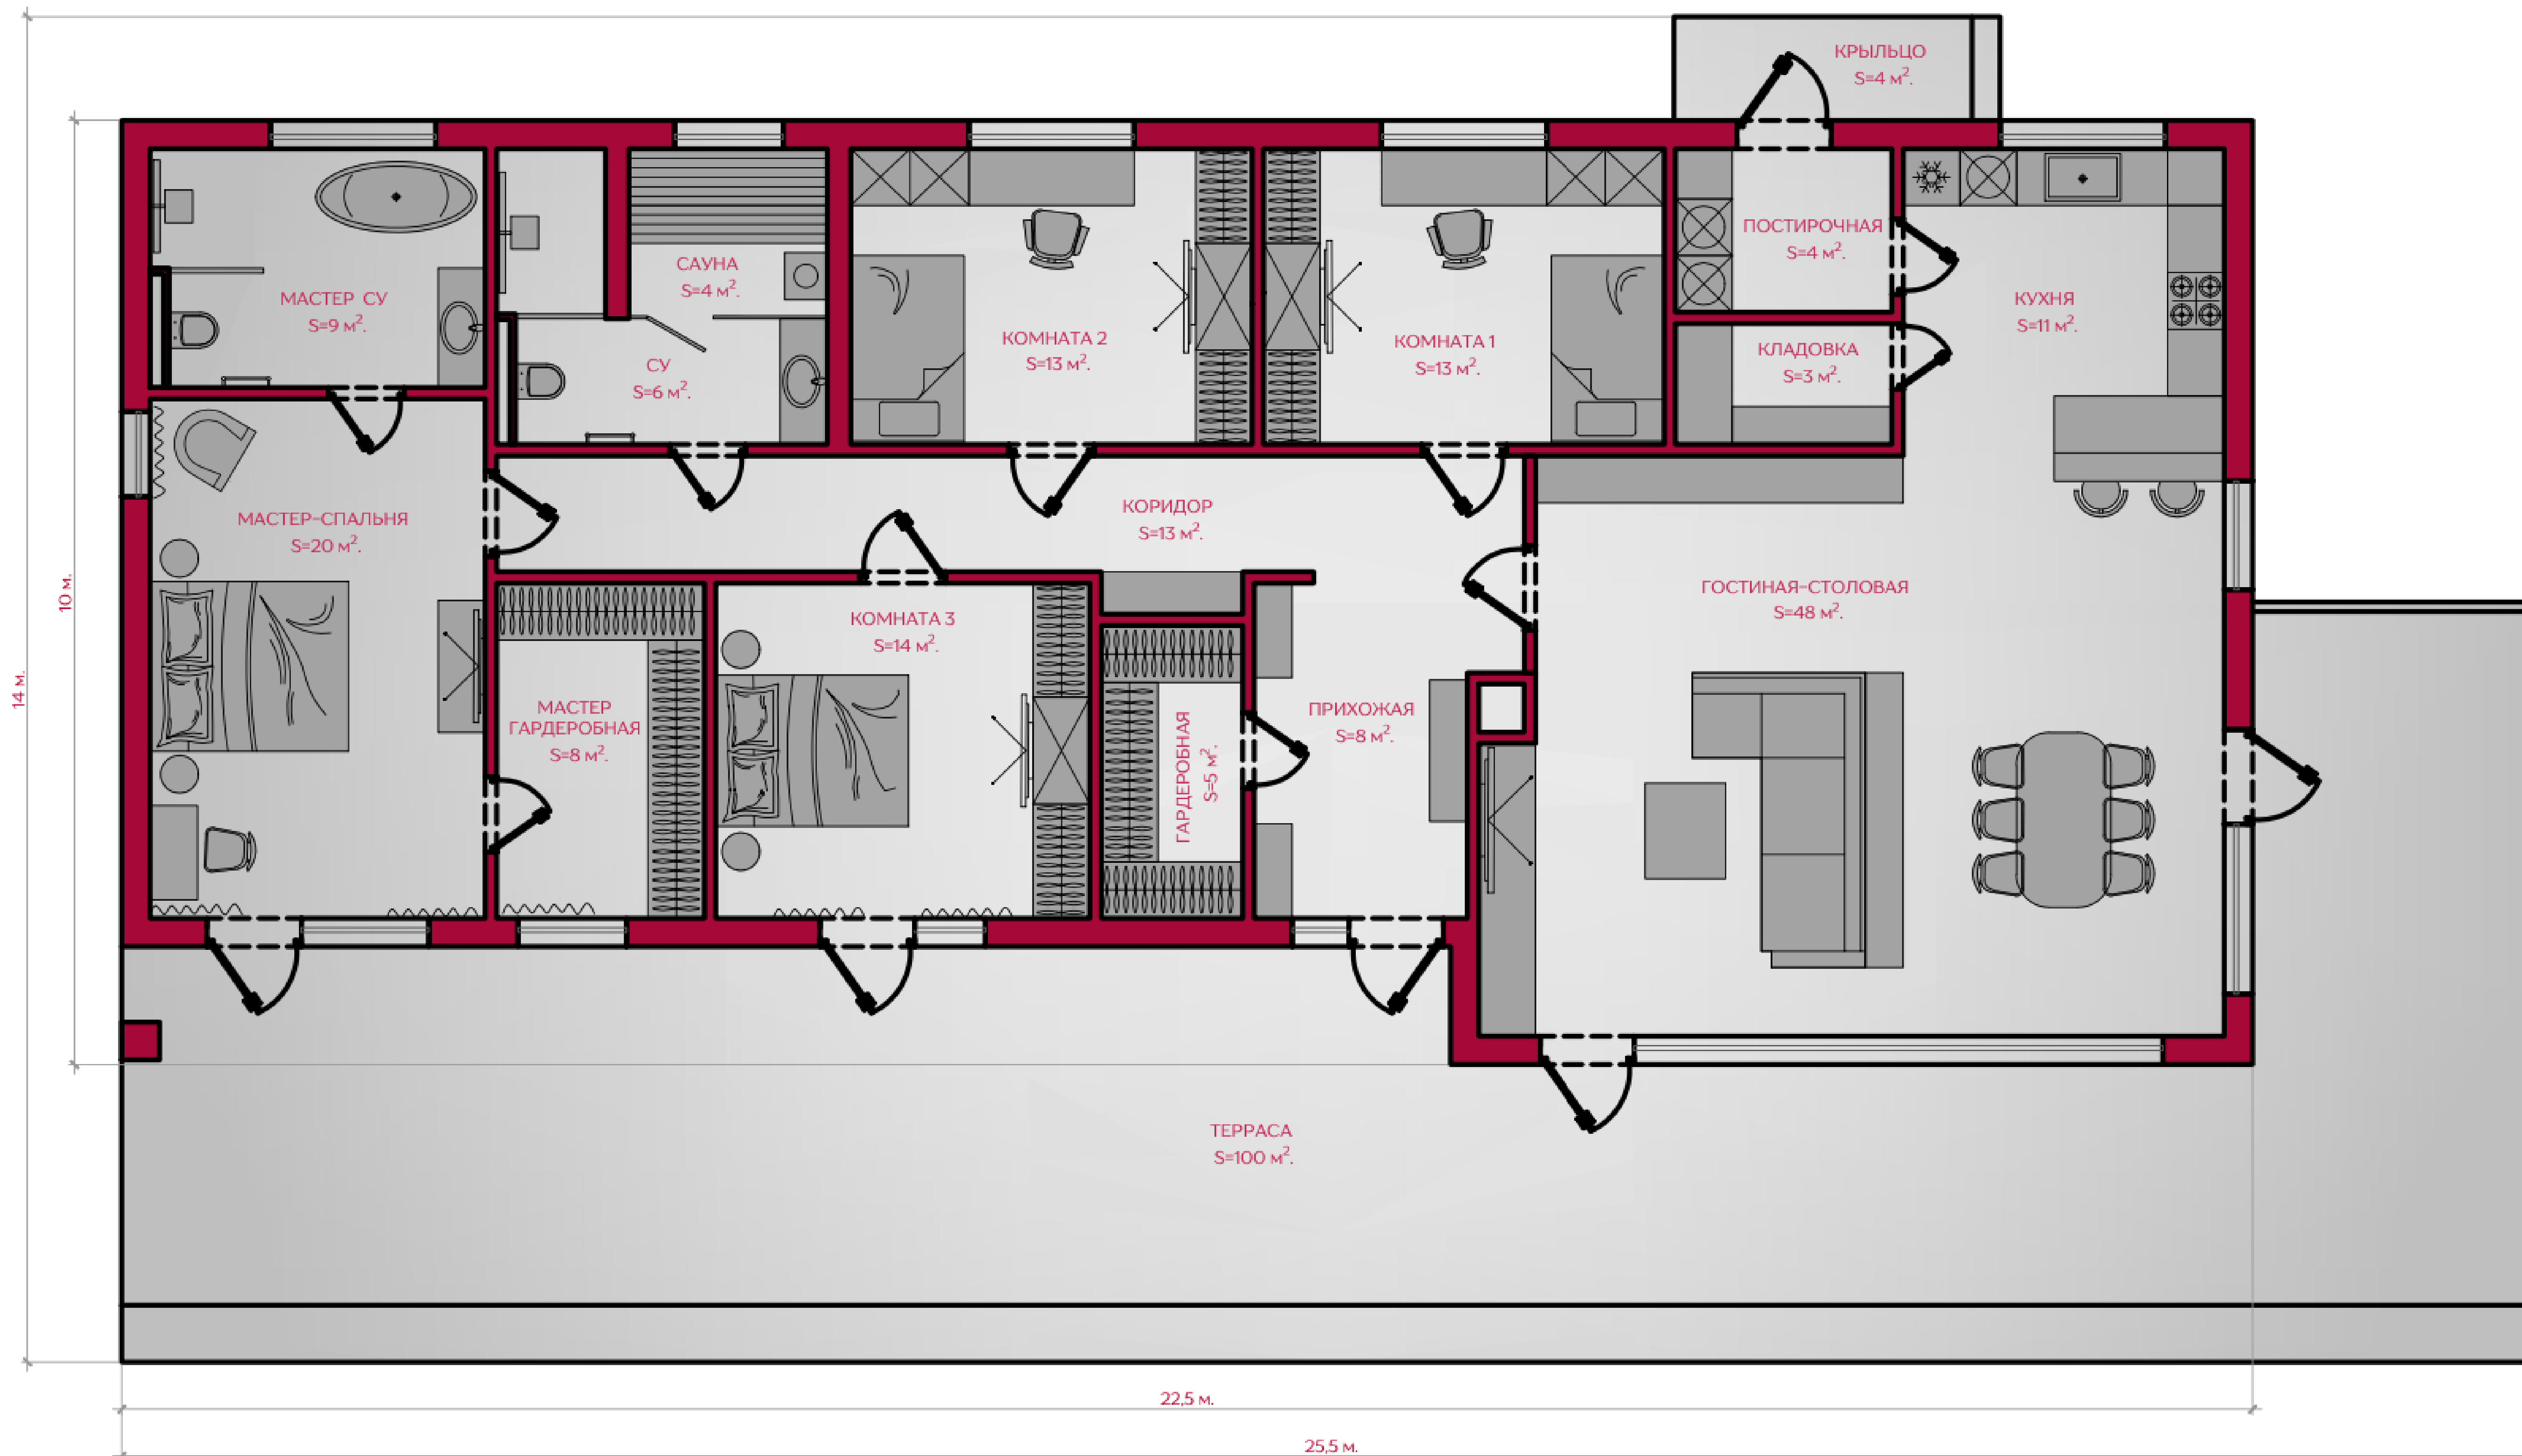 КРЫЛЬЦО
S=4 м².
МАСТЕР СУ
S=9 м².
САУНА
S=4 м².
СУ
S=6 м².
КОМНАТА 2
S=13 м².
КОМНАТА 1
S=13 м².
ПОСТИРОЧНАЯ
S=4 м².
КЛАДОВКА
S=3 м².
КУХНЯ
S=11 м².
МАСТЕР-СПАЛЬНЯ
S=20 м².
КОРИДОР
S=13 м².
ГОСТИНАЯ-СТОЛОВАЯ
S=48 м².
КОМНАТА 3
S=14 м².
МАСТЕР
ГАРДЕРОБНАЯ
S=8 м².
ГАРДЕРОБНАЯ
S=5 м².
ПРИХОЖАЯ
S=8 м².
ТЕРРАСА
S=100 м².
10 м.
14 м.
22,5 м.
25,5 м.